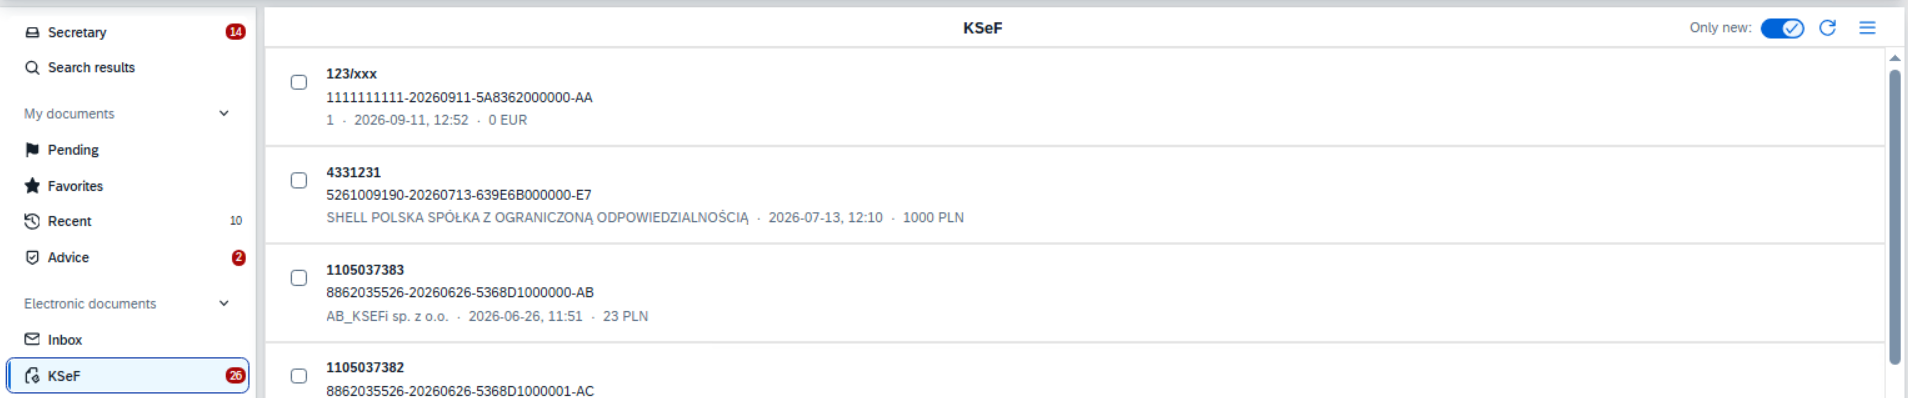 Secretary 14
Search results
My documents
Pending
Favorites
Recent 10
Advice 2
Electronic documents
Inbox
KSeF 26
KSeF
Only new:
123/xxx
1111111111-20260911-5A8362000000-AA
1 · 2026-09-11, 12:52 · 0 EUR
4331231
5261009190-20260713-639E6B000000-E7
SHELL POLSKA SPÓŁKA Z OGRANICZONĄ ODPOWIEDZIALNOŚCIĄ · 2026-07-13, 12:10 · 1000 PLN
1105037383
8862035526-20260626-5368D1000000-AB
AB_KSEFi sp. z o.o. · 2026-06-26, 11:51 · 23 PLN
1105037382
8862035526-20260626-5368D1000001-AC